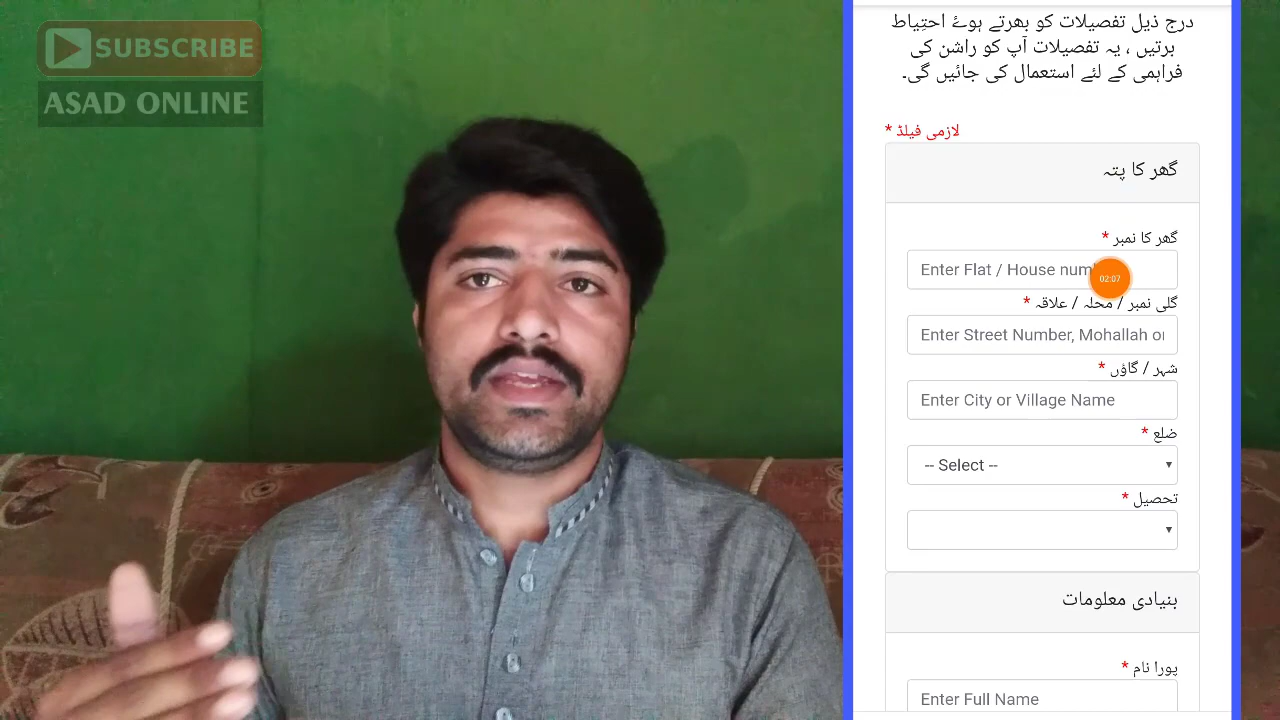 SUBSCRIBE
ASAD ONLINE
درج ذیل تفصیلات کو بھرتے ہوۓ احتِیاط
برتیں ، یہ تفصیلات آپ کو راشن کی
فراہمی کے لئے استعمال کی جائیں گی۔
لازمی فیلڈ *
گھر کا پتہ
گھر کا نمبر *
Enter Flat / House num
02:07
گلی نمبر / محلہ / علاقہ *
Enter Street Number, Mohallah or
شہر / گاؤں *
Enter City or Village Name
ضلع *
-- Select --
تحصیل *
بنیادی معلومات
پورا نام *
Enter Full Name